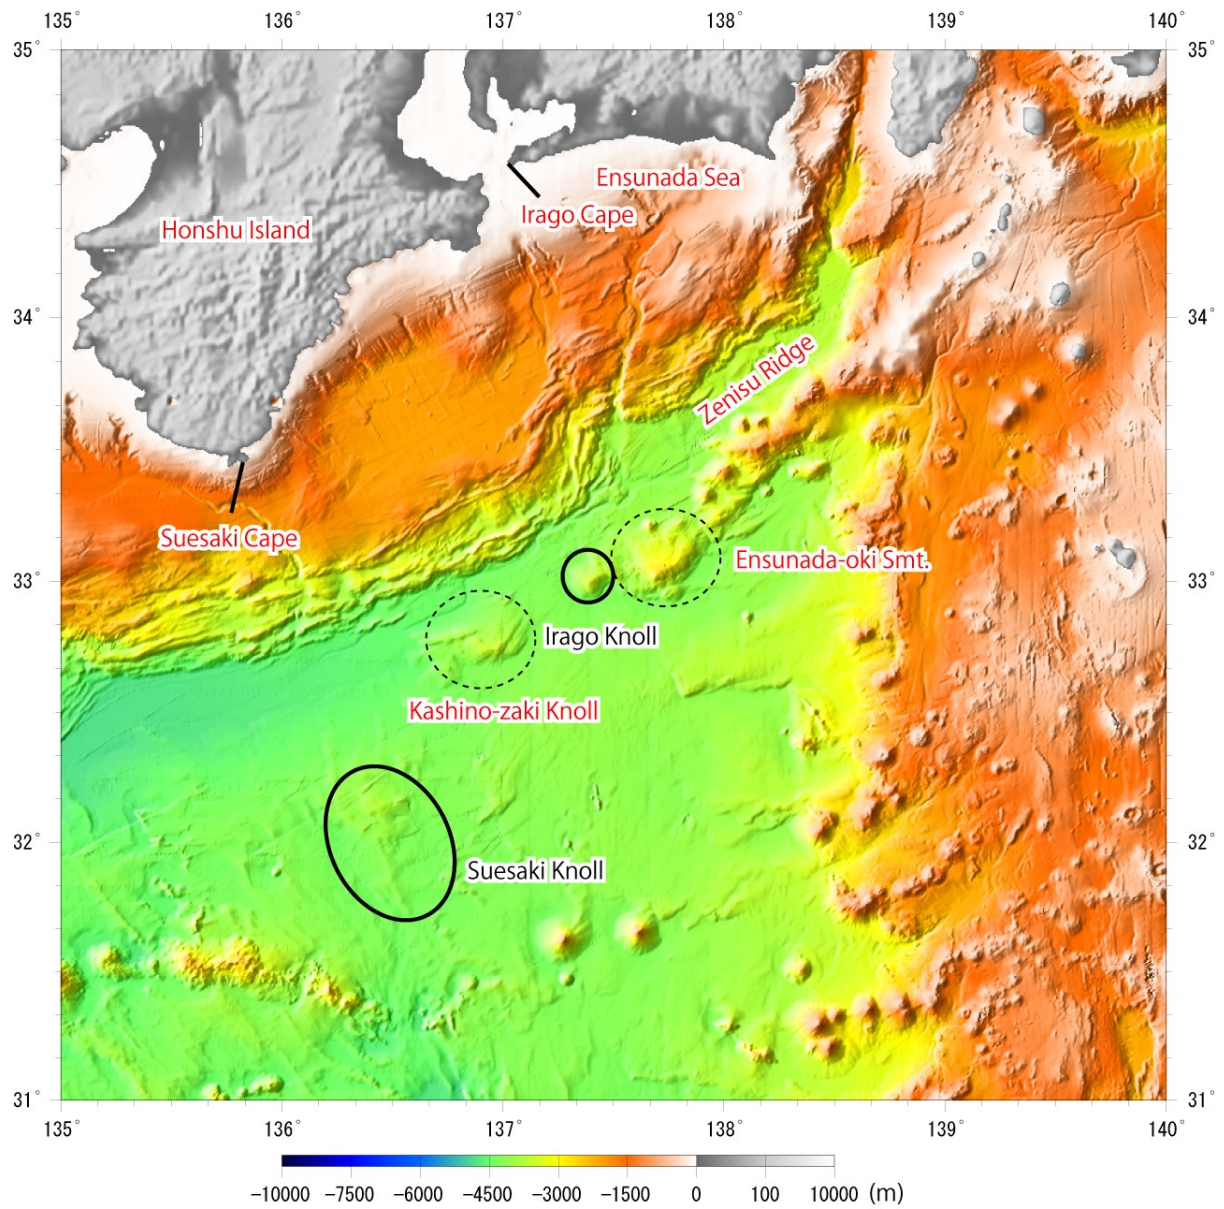 135° 136° 137° 138° 139° 140°
35° 35°
Ensunada Sea
Irago Cape
Honshu Island
34° 34°
Zenisu Ridge
Suesaki Cape
Ensunada-oki Smt.
33° 33°
Irago Knoll
Kashino-zaki Knoll
32° 32°
Suesaki Knoll
31° 31°
135° 136° 137° 138° 139° 140°
−10000 −7500 −6000 −4500 −3000 −1500 0 100 10000 (m)